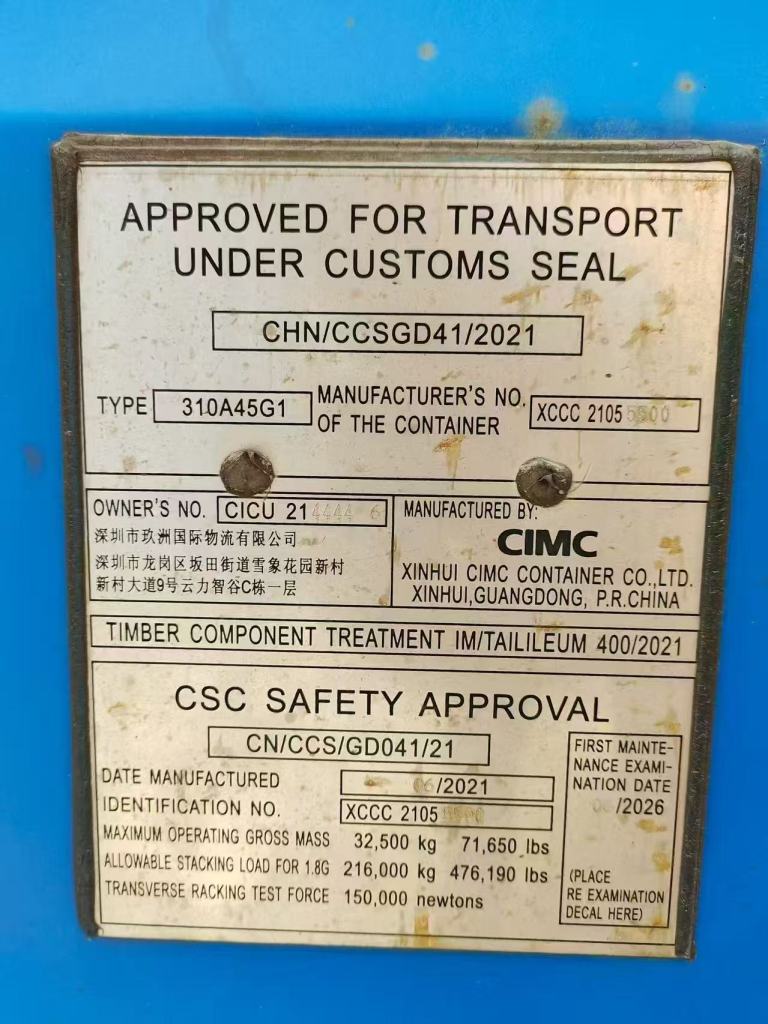 APPROVED FOR TRANSPORT
UNDER CUSTOMS SEAL
CHN/CCSGD41/2021
TYPE 310A45G1 MANUFACTURER'S NO. OF THE CONTAINER XCCC 2105
OWNER'S NO. CICU 21
深圳市玖洲国际物流有限公司
深圳市龙岗区坂田街道雪象花园新村
新村大道9号云力智谷C栋一层
MANUFACTURED BY:
CIMC
XINHUI CIMC CONTAINER CO.,LTD.
XINHUI,GUANGDONG, P.R.CHINA
TIMBER COMPONENT TREATMENT IM/TAILILEUM 400/2021
CSC SAFETY APPROVAL
CN/CCS/GD041/21
DATE MANUFACTURED 06/2021
IDENTIFICATION NO. XCCC 2105
MAXIMUM OPERATING GROSS MASS 32,500 kg 71,650 lbs
ALLOWABLE STACKING LOAD FOR 1.8G 216,000 kg 476,190 lbs
TRANSVERSE RACKING TEST FORCE 150,000 newtons
FIRST MAINTE-
NANCE EXAMI-
NATION DATE
/2026
(PLACE
RE EXAMINATION
DECAL HERE)